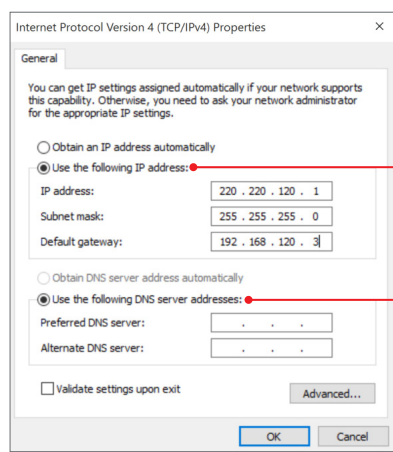 Internet Protocol Version 4 (TCP/IPv4) Properties
General
You can get IP settings assigned automatically if your network supports
this capability. Otherwise, you need to ask your network administrator
for the appropriate IP settings.
Obtain an IP address automatically
Use the following IP address:
IP address: 220 . 220 . 120 . 1
Subnet mask: 255 . 255 . 255 . 0
Default gateway: 192 . 168 . 120 . 3
Obtain DNS server address automatically
Use the following DNS server addresses:
Preferred DNS server: . . .
Alternate DNS server: . . .
Validate settings upon exit
Advanced...
OK Cancel